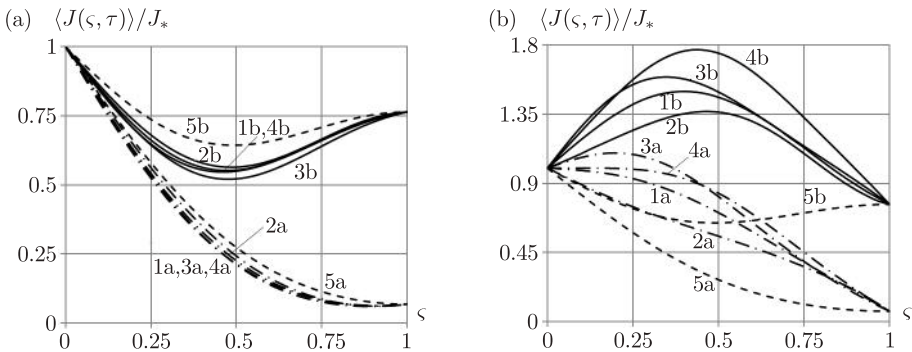 (a) ⟨J(ς, τ)⟩/J∗
1
0.75
0.5
0.25
0
0 0.25 0.5 0.75 1
ς
5b
1b,4b
2b
3b
2a
1a,3a,4a
5a
(b) ⟨J(ς, τ)⟩/J∗
1.8
1.35
0.9
0.45
0
0 0.25 0.5 0.75 1
ς
4b
3b
1b
2b
3a
4a
1a
5b
2a
5a